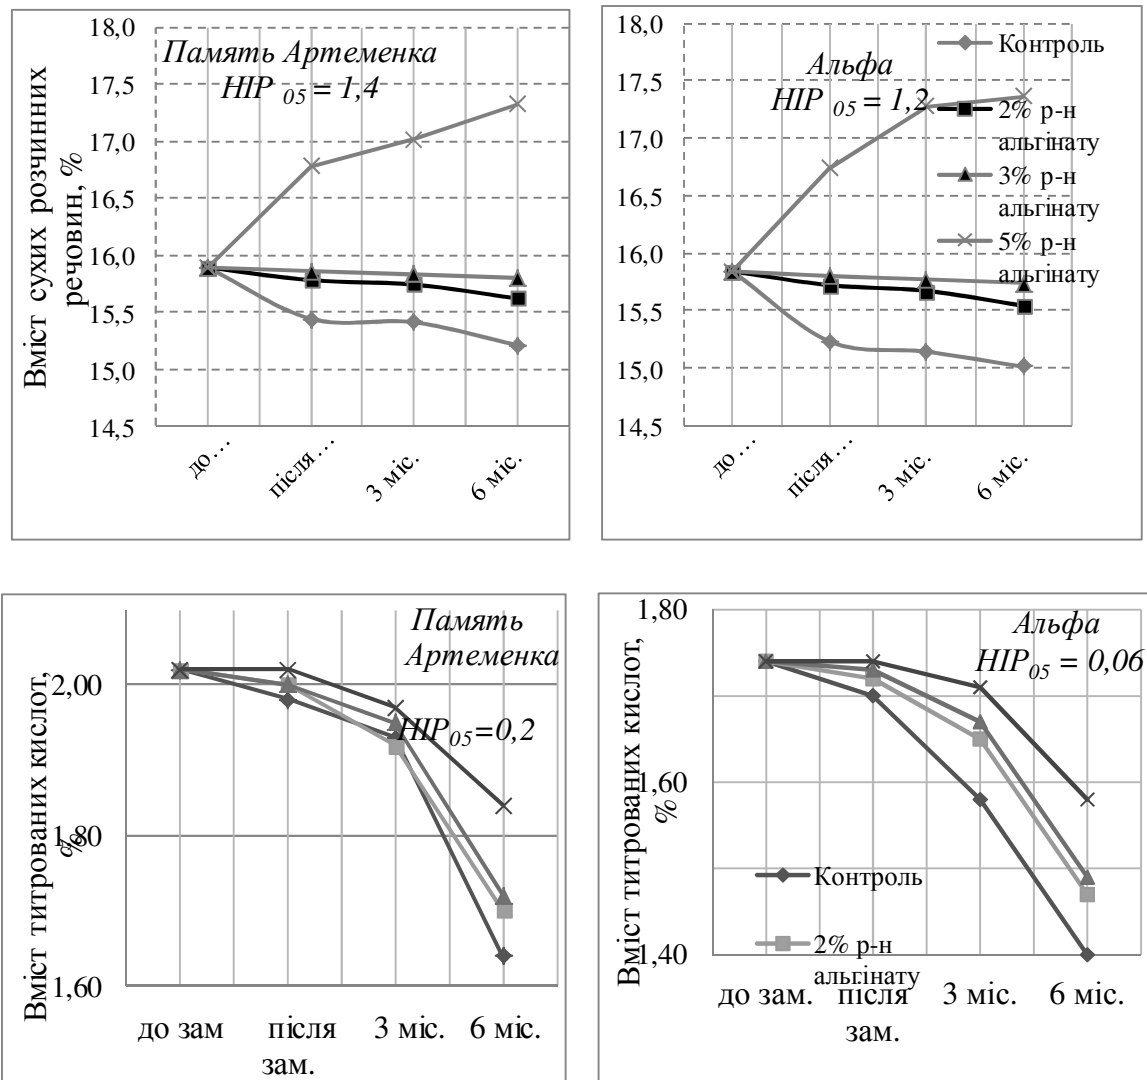 18,0
17,5
17,0
16,5
16,0
15,5
15,0
14,5
Вміст сухих розчинних
речовин, %
Память Артеменка
НІР 05 = 1,4
до…
після…
3 міс.
6 міс.
18,0
17,5
17,0
16,5
16,0
15,5
15,0
14,5
Альфа
НІР 05 = 1,2
Контроль
2% р-н
альгінату
3% р-н
альгінату
5% р-н
альгінату
до…
після…
3 міс.
6 міс.
Вміст титрованих кислот,
%
2,00
1,80
1,60
Память
Артеменка
НІР05=0,2
до зам
після
зам.
3 міс.
6 міс.
Вміст титрованих кислот,
%
1,80
1,60
1,40
Альфа
НІР05 = 0,06
Контроль
2% р-н
альгінату
до зам.
після
зам.
3 міс.
6 міс.